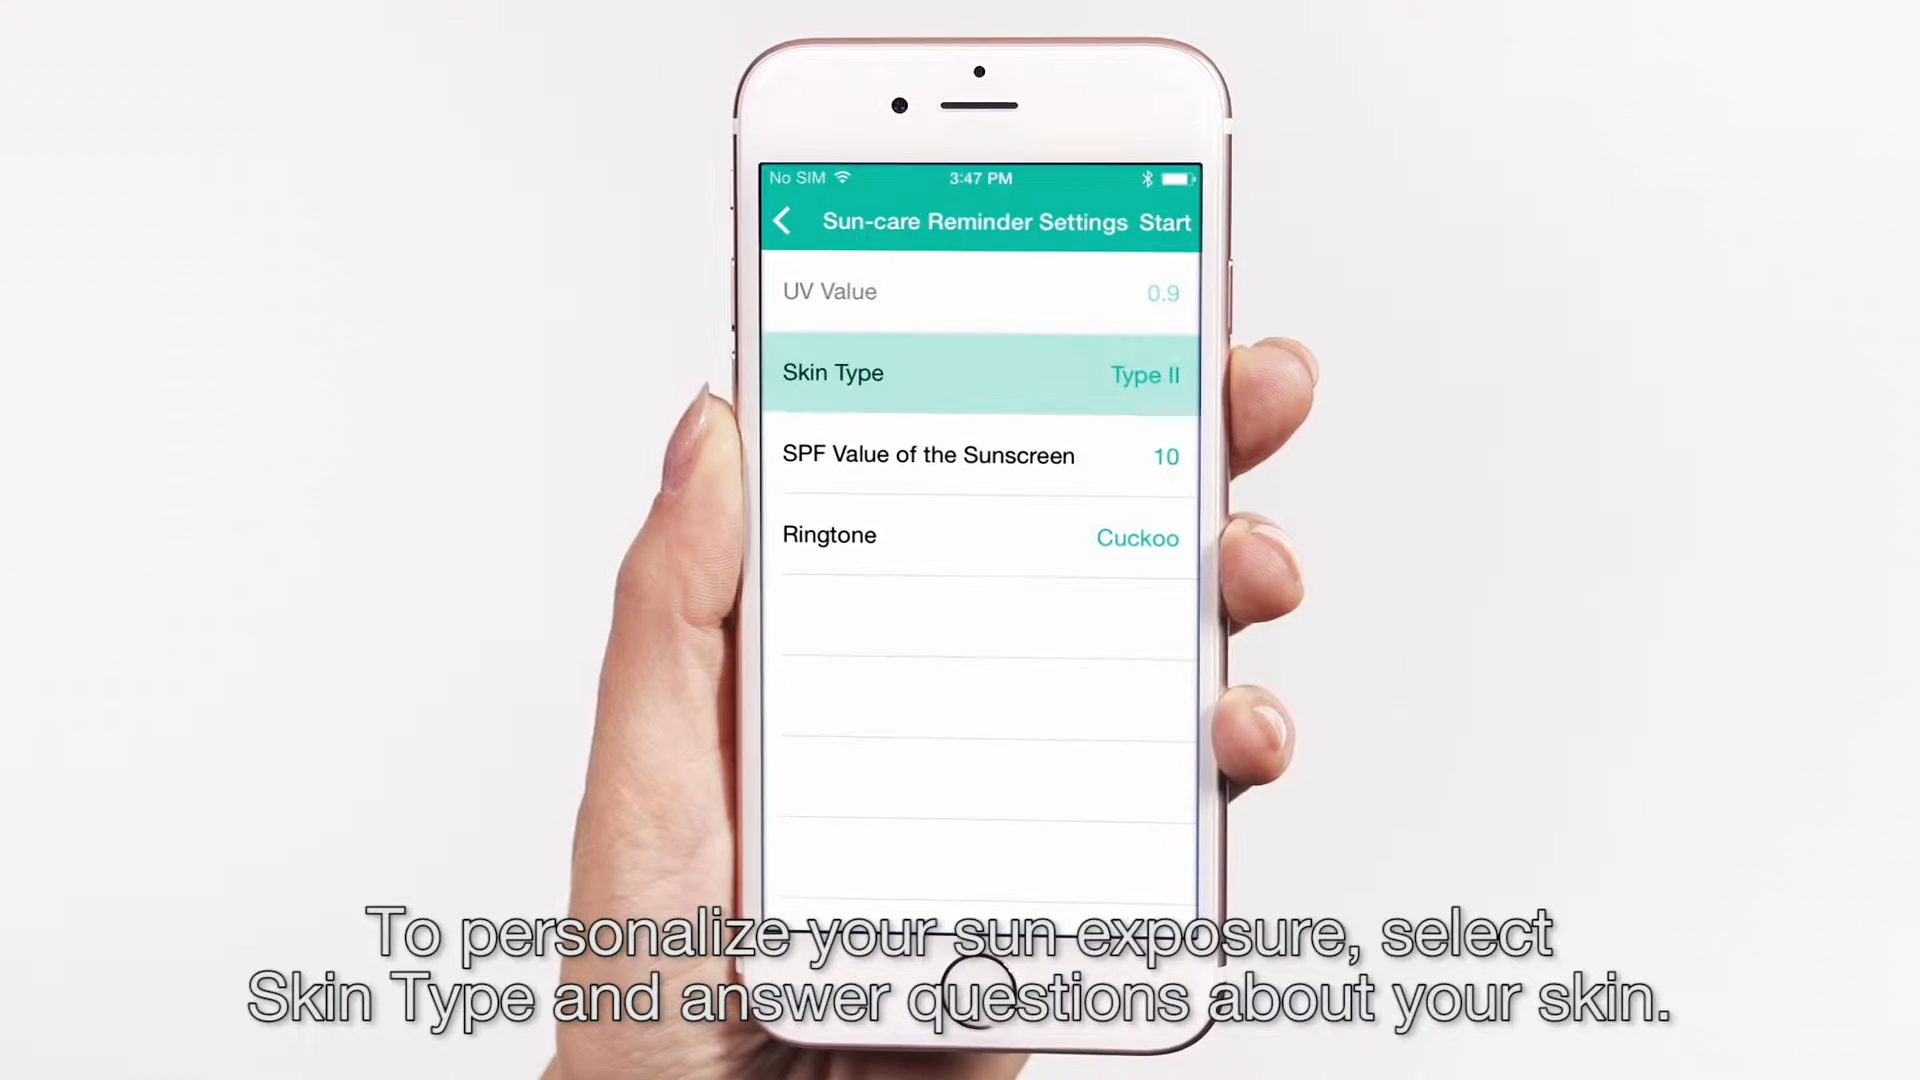 No SIM 3:47 PM
Sun-care Reminder Settings Start
UV Value 0.9
Skin Type Type II
SPF Value of the Sunscreen 10
Ringtone Cuckoo
To personalize your sun exposure, select
Skin Type and answer questions about your skin.